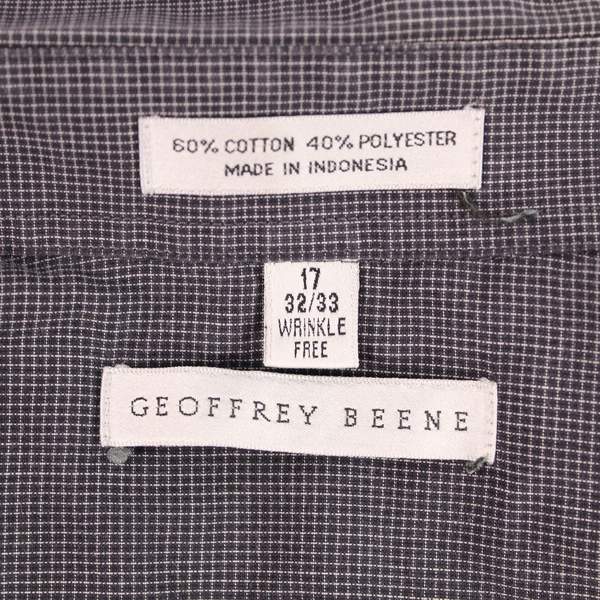 60% COTTON 40% POLYESTER
MADE IN INDONESIA
17
32/33
WRINKLE
FREE
GEOFFREY BEENE